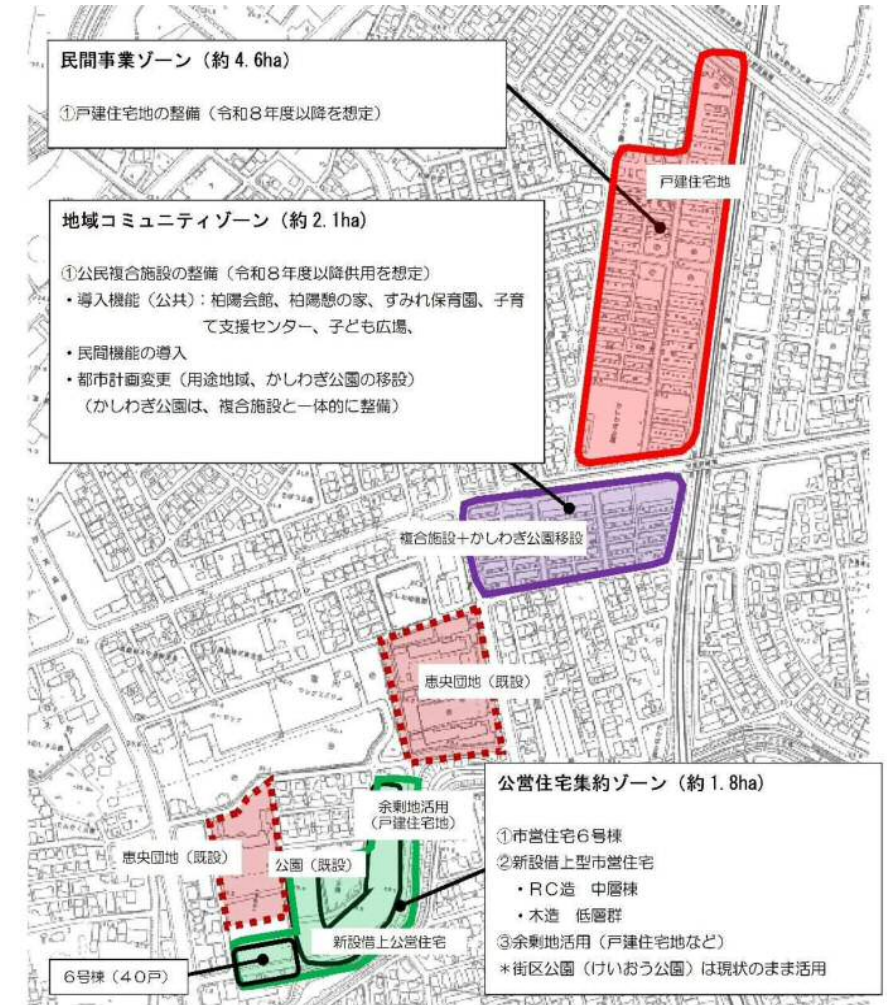 民間事業ゾーン（約4.6ha）
①戸建住宅地の整備（令和８年度以降を想定）
戸建住宅地
地域コミュニティゾーン（約2.1ha）
①公民複合施設の整備（令和８年度以降供用を想定）
・導入機能（公共）：柏陽会館、柏陽憩の家、すみれ保育園、子育
て支援センター、子ども広場、
・民間機能の導入
・都市計画変更（用途地域、かしわぎ公園の移設）
（かしわぎ公園は、複合施設と一体的に整備）
複合施設＋かしわぎ公園移設
恵央団地（既設）
公営住宅集約ゾーン（約1.8ha）
①市営住宅６号棟
②新設借上型市営住宅
・ＲＣ造　中層棟
・木造　低層群
③余剰地活用（戸建住宅地など）
＊街区公園（けいおう公園）は現状のまま活用
余剰地活用
（戸建住宅地）
恵央団地（既設）
公園（既設）
新設借上公営住宅
６号棟（４０戸）